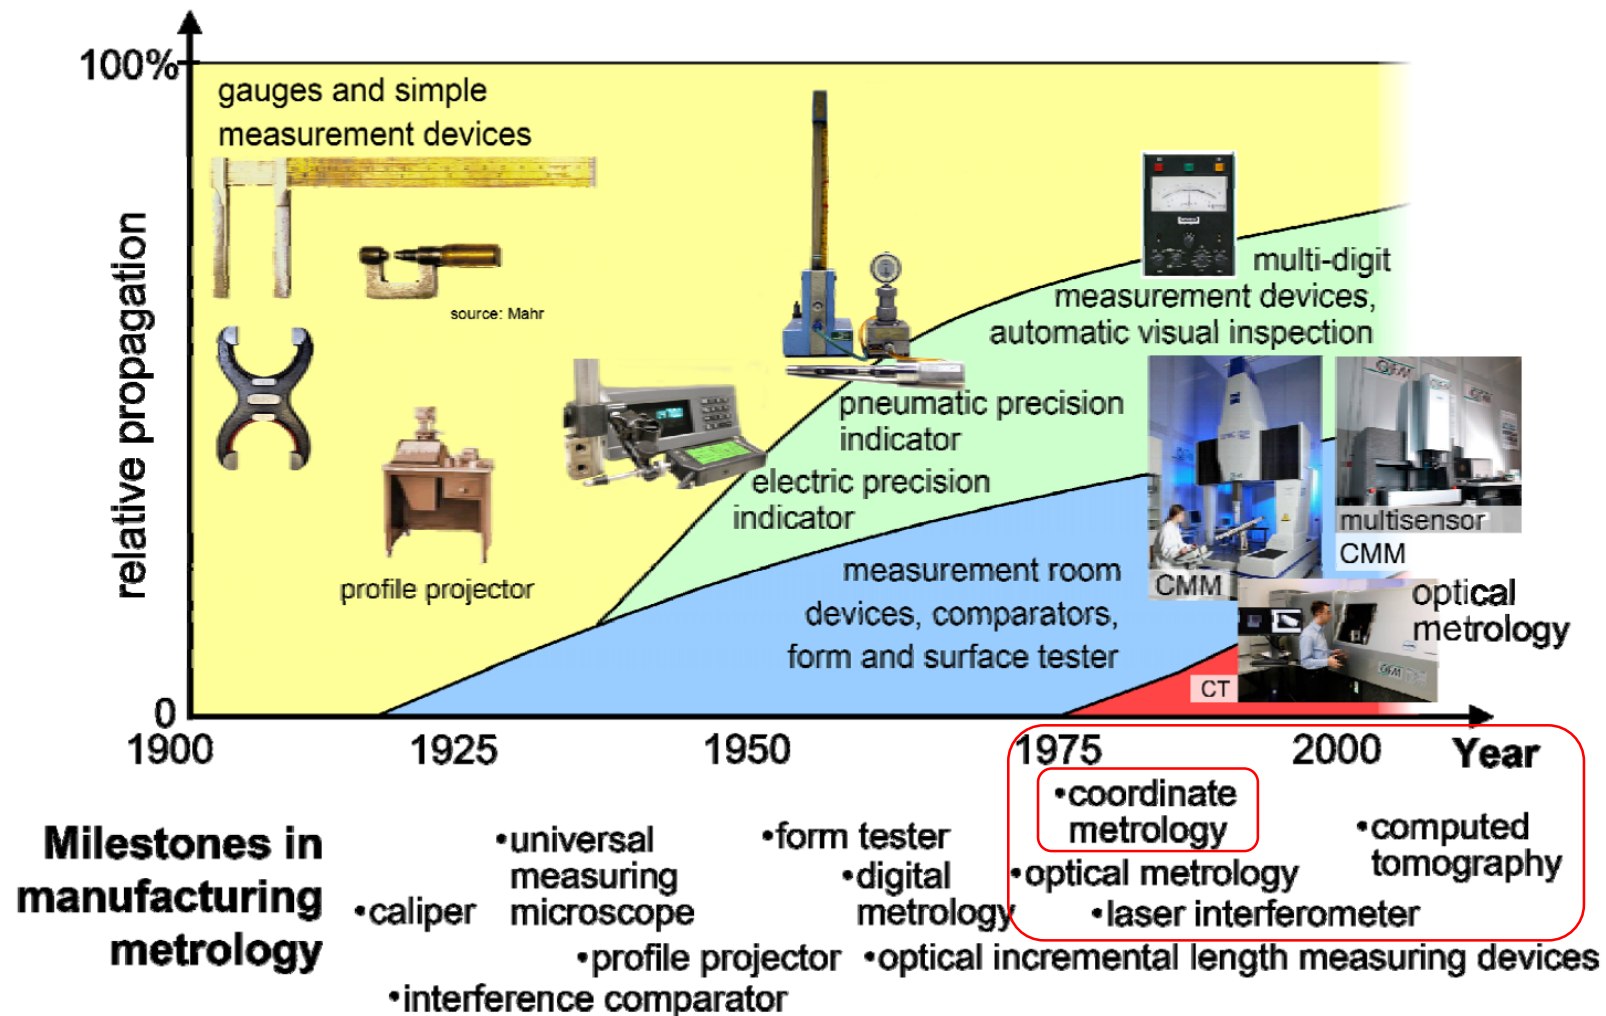 100%
gauges and simple
measurement devices
relative propagation
source: Mahr
profile projector
multi-digit
measurement devices,
automatic visual inspection
pneumatic precision
indicator
electric precision
indicator
measurement room
devices, comparators,
form and surface tester
CMM
multisensor
CMM
optical
metrology
CT
0
1900
1925
1950
1975
2000
Year
Milestones in
manufacturing
metrology
•caliper
•universal
measuring
microscope
•form tester
•digital
metrology
•coordinate
metrology
•optical metrology
•laser interferometer
•computed
tomography
•profile projector
•optical incremental length measuring devices
•interference comparator